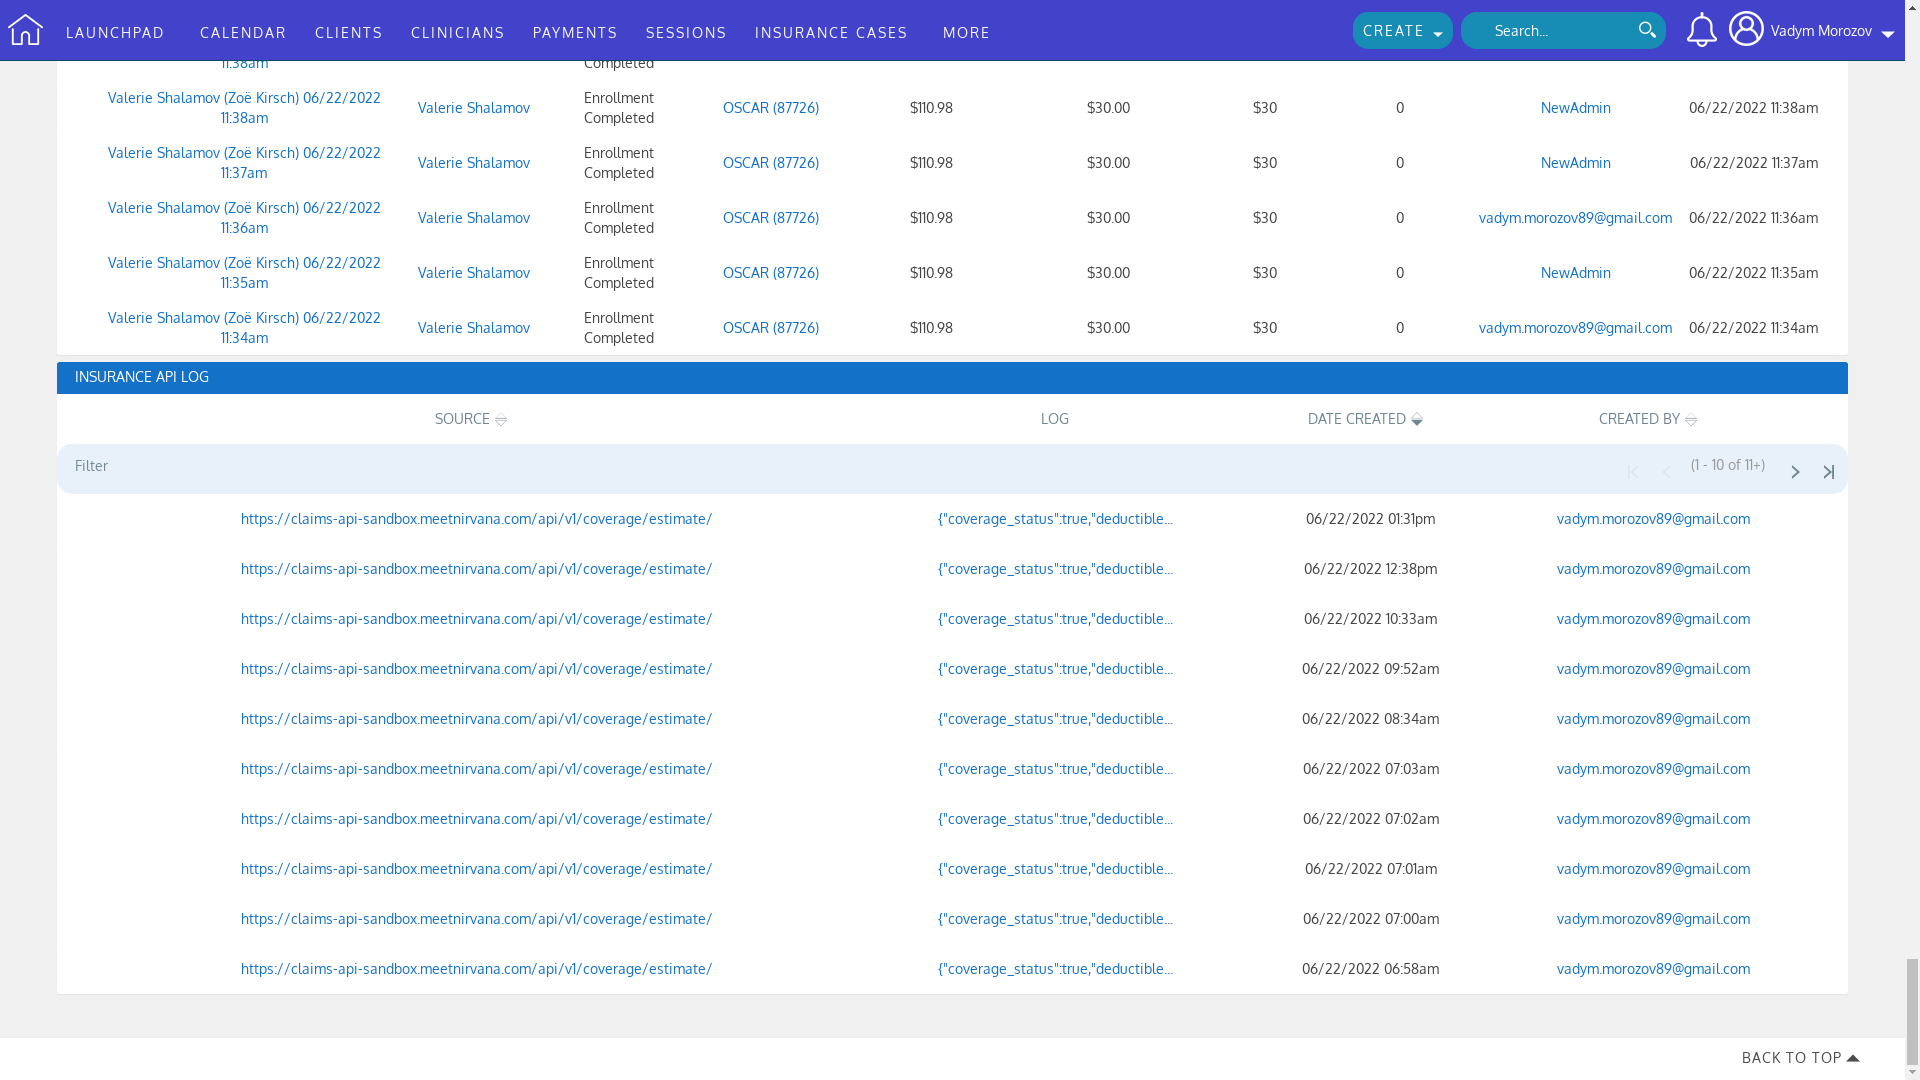 LAUNCHPAD CALENDAR CLIENTS CLINICIANS PAYMENTS SESSIONS INSURANCE CASES MORE CREATE Search... Vadym Morozov
11:38am Completed
Valerie Shalamov (Zoë Kirsch) 06/22/2022 11:38am Valerie Shalamov Enrollment Completed OSCAR (87726) $110.98 $30.00 $30 0 NewAdmin 06/22/2022 11:38am
Valerie Shalamov (Zoë Kirsch) 06/22/2022 11:37am Valerie Shalamov Enrollment Completed OSCAR (87726) $110.98 $30.00 $30 0 NewAdmin 06/22/2022 11:37am
Valerie Shalamov (Zoë Kirsch) 06/22/2022 11:36am Valerie Shalamov Enrollment Completed OSCAR (87726) $110.98 $30.00 $30 0 vadym.morozov89@gmail.com 06/22/2022 11:36am
Valerie Shalamov (Zoë Kirsch) 06/22/2022 11:35am Valerie Shalamov Enrollment Completed OSCAR (87726) $110.98 $30.00 $30 0 NewAdmin 06/22/2022 11:35am
Valerie Shalamov (Zoë Kirsch) 06/22/2022 11:34am Valerie Shalamov Enrollment Completed OSCAR (87726) $110.98 $30.00 $30 0 vadym.morozov89@gmail.com 06/22/2022 11:34am
INSURANCE API LOG
SOURCE LOG DATE CREATED CREATED BY
Filter (1 - 10 of 11+)
https://claims-api-sandbox.meetnirvana.com/api/v1/coverage/estimate/ {"coverage_status":true,"deductible... 06/22/2022 01:31pm vadym.morozov89@gmail.com
https://claims-api-sandbox.meetnirvana.com/api/v1/coverage/estimate/ {"coverage_status":true,"deductible... 06/22/2022 12:38pm vadym.morozov89@gmail.com
https://claims-api-sandbox.meetnirvana.com/api/v1/coverage/estimate/ {"coverage_status":true,"deductible... 06/22/2022 10:33am vadym.morozov89@gmail.com
https://claims-api-sandbox.meetnirvana.com/api/v1/coverage/estimate/ {"coverage_status":true,"deductible... 06/22/2022 09:52am vadym.morozov89@gmail.com
https://claims-api-sandbox.meetnirvana.com/api/v1/coverage/estimate/ {"coverage_status":true,"deductible... 06/22/2022 08:34am vadym.morozov89@gmail.com
https://claims-api-sandbox.meetnirvana.com/api/v1/coverage/estimate/ {"coverage_status":true,"deductible... 06/22/2022 07:03am vadym.morozov89@gmail.com
https://claims-api-sandbox.meetnirvana.com/api/v1/coverage/estimate/ {"coverage_status":true,"deductible... 06/22/2022 07:02am vadym.morozov89@gmail.com
https://claims-api-sandbox.meetnirvana.com/api/v1/coverage/estimate/ {"coverage_status":true,"deductible... 06/22/2022 07:01am vadym.morozov89@gmail.com
https://claims-api-sandbox.meetnirvana.com/api/v1/coverage/estimate/ {"coverage_status":true,"deductible... 06/22/2022 07:00am vadym.morozov89@gmail.com
https://claims-api-sandbox.meetnirvana.com/api/v1/coverage/estimate/ {"coverage_status":true,"deductible... 06/22/2022 06:58am vadym.morozov89@gmail.com
BACK TO TOP